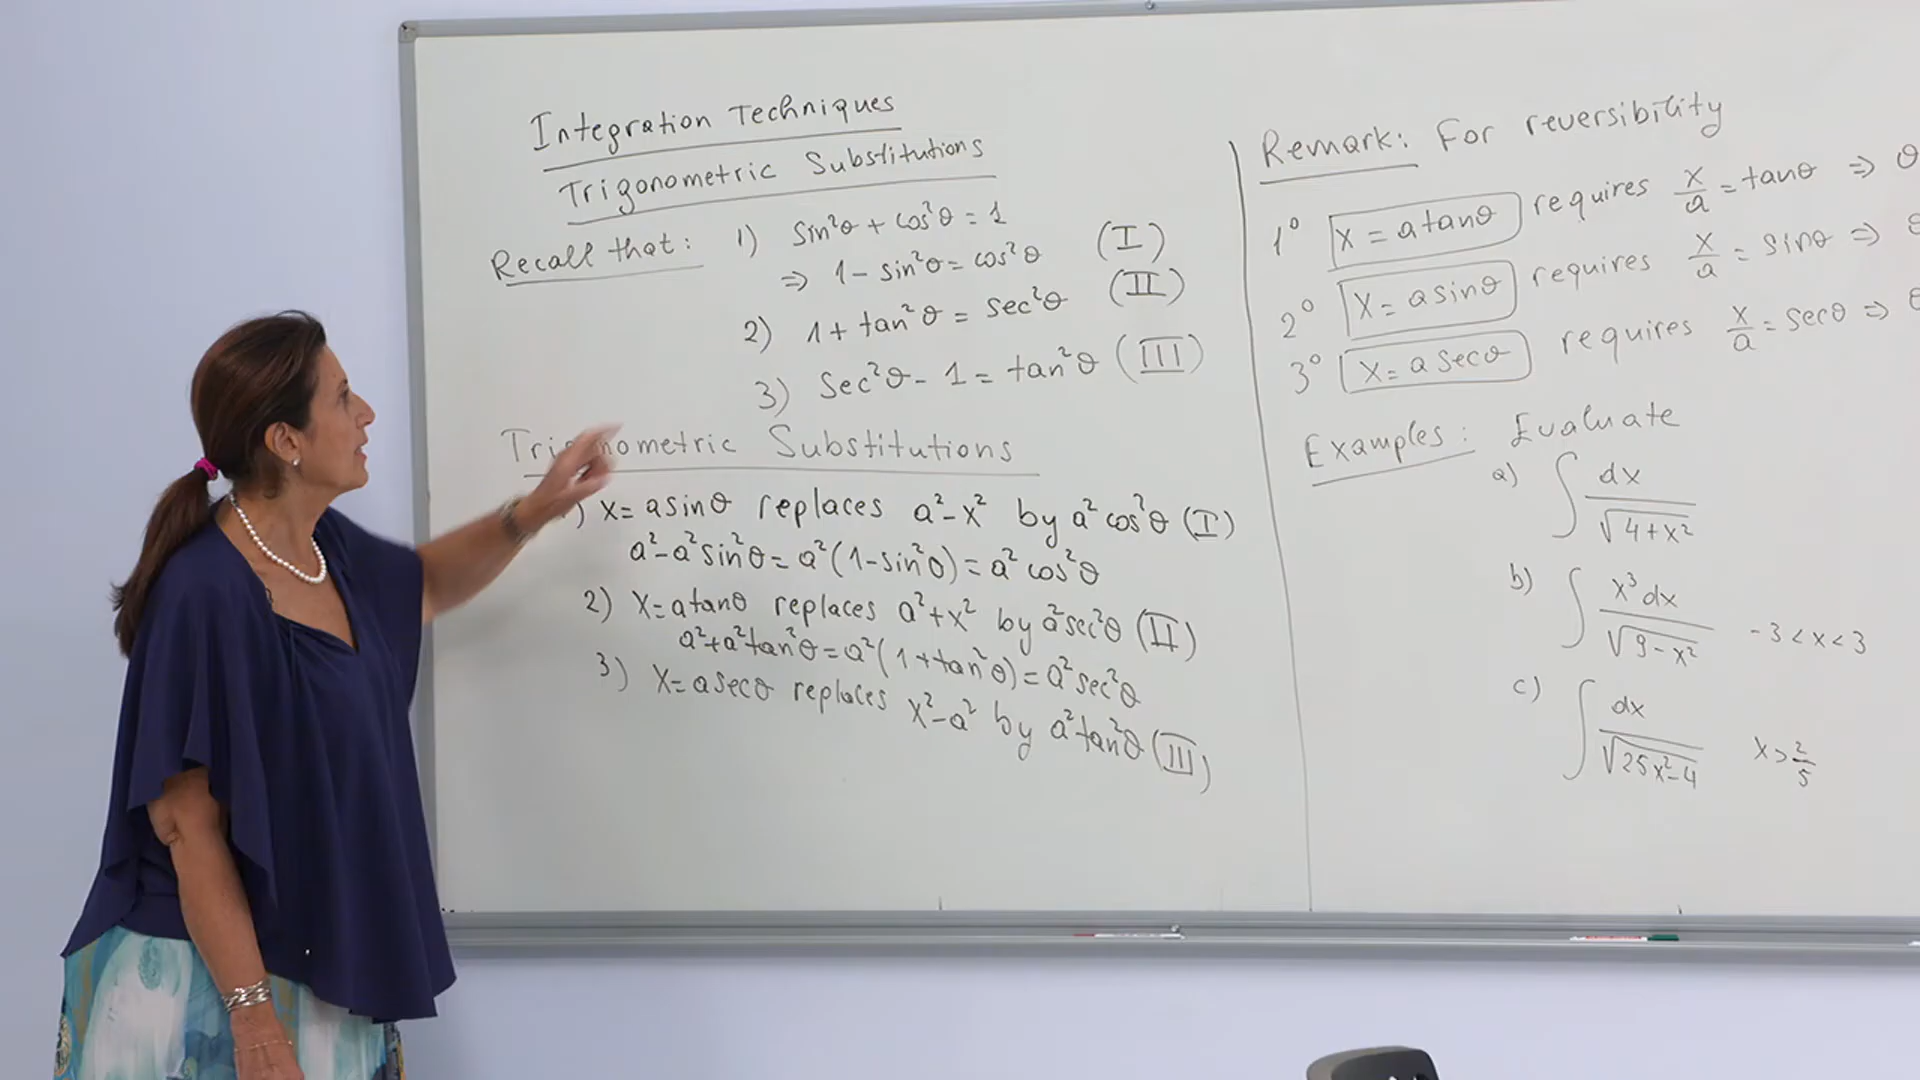 Integration Techniques
Trigonometric Substitutions
Recall that: 1) sin²θ + cos²θ = 1
⇒ 1 - sin²θ = cos²θ (I)
2) 1 + tan²θ = sec²θ (II)
3) sec²θ - 1 = tan²θ (III)
Trigonometric Substitutions
1) x = a sinθ replaces a² - x² by a² cos²θ (I)
a² - a² sin²θ = a² (1 - sin²θ) = a² cos²θ
2) x = a tanθ replaces a² + x² by a² sec²θ (II)
a² + a² tan²θ = a² (1 + tan²θ) = a² sec²θ
3) x = a secθ replaces x² - a² by a² tan²θ (III)
Remark: For reversibility
1° x = a tanθ requires x/a = tanθ ⇒ θ
2° x = a sinθ requires x/a = sinθ ⇒ θ
3° x = a secθ requires x/a = secθ ⇒ θ
Examples: Evaluate
a) ∫ dx / √(4 + x²)
b) ∫ x³ dx / √(9 - x²) -3 < x < 3
c) ∫ dx / √(25x² - 4) x > 2/5